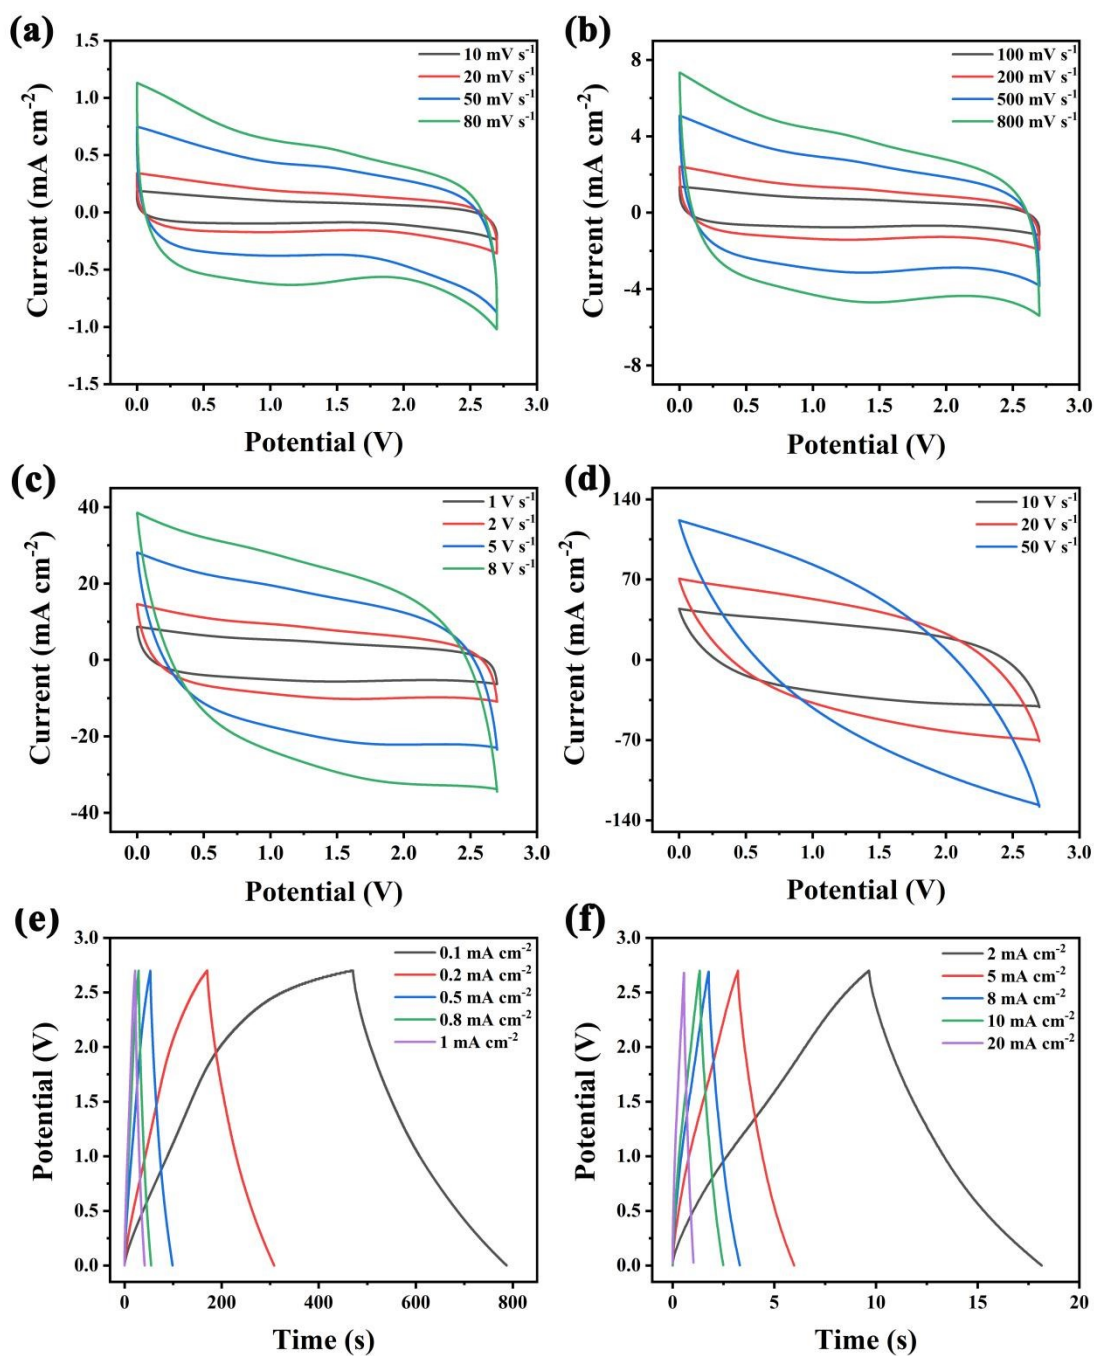 (a)
1.5
1.0
0.5
0.0
-0.5
-1.0
-1.5
Current (mA cm⁻²)
10 mV s⁻¹
20 mV s⁻¹
50 mV s⁻¹
80 mV s⁻¹
0.0 0.5 1.0 1.5 2.0 2.5 3.0
Potential (V)
(b)
8
4
0
-4
-8
Current (mA cm⁻²)
100 mV s⁻¹
200 mV s⁻¹
500 mV s⁻¹
800 mV s⁻¹
0.0 0.5 1.0 1.5 2.0 2.5 3.0
Potential (V)
(c)
40
20
0
-20
-40
Current (mA cm⁻²)
1 V s⁻¹
2 V s⁻¹
5 V s⁻¹
8 V s⁻¹
0.0 0.5 1.0 1.5 2.0 2.5 3.0
Potential (V)
(d)
140
70
0
-70
-140
Current (mA cm⁻²)
10 V s⁻¹
20 V s⁻¹
50 V s⁻¹
0.0 0.5 1.0 1.5 2.0 2.5 3.0
Potential (V)
(e)
3.0
2.5
2.0
1.5
1.0
0.5
0.0
Potential (V)
0.1 mA cm⁻²
0.2 mA cm⁻²
0.5 mA cm⁻²
0.8 mA cm⁻²
1 mA cm⁻²
0 200 400 600 800
Time (s)
(f)
3.0
2.5
2.0
1.5
1.0
0.5
0.0
Potential (V)
2 mA cm⁻²
5 mA cm⁻²
8 mA cm⁻²
10 mA cm⁻²
20 mA cm⁻²
0 5 10 15 20
Time (s)